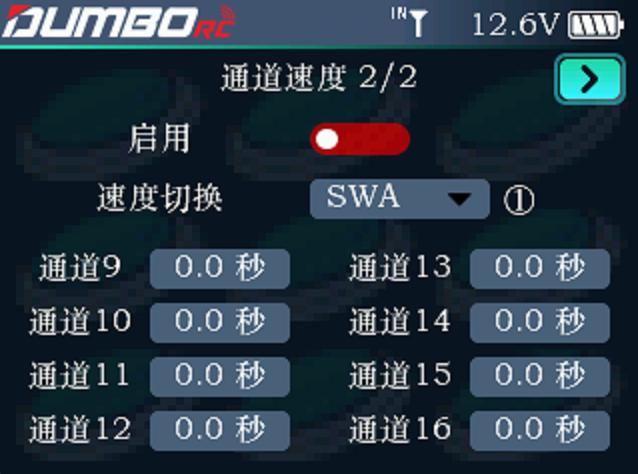 DUMBORC IN 12.6V
通道速度 2/2
启用
速度切换 SWA ①
通道9 0.0 秒 通道13 0.0 秒
通道10 0.0 秒 通道14 0.0 秒
通道11 0.0 秒 通道15 0.0 秒
通道12 0.0 秒 通道16 0.0 秒